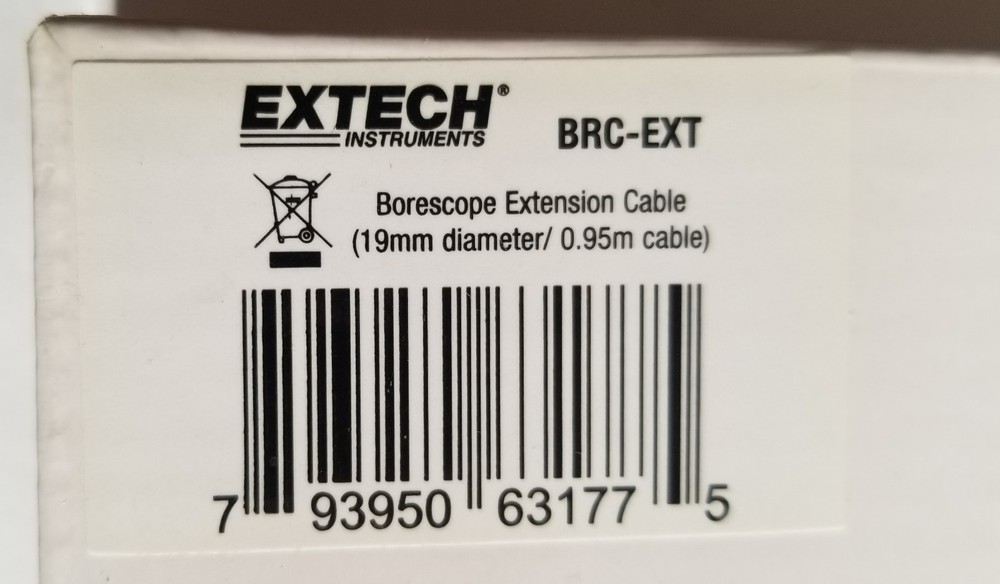 EXTECH®
INSTRUMENTS
BRC-EXT
Borescope Extension Cable
(19mm diameter/ 0.95m cable)
7 93950 63177 5